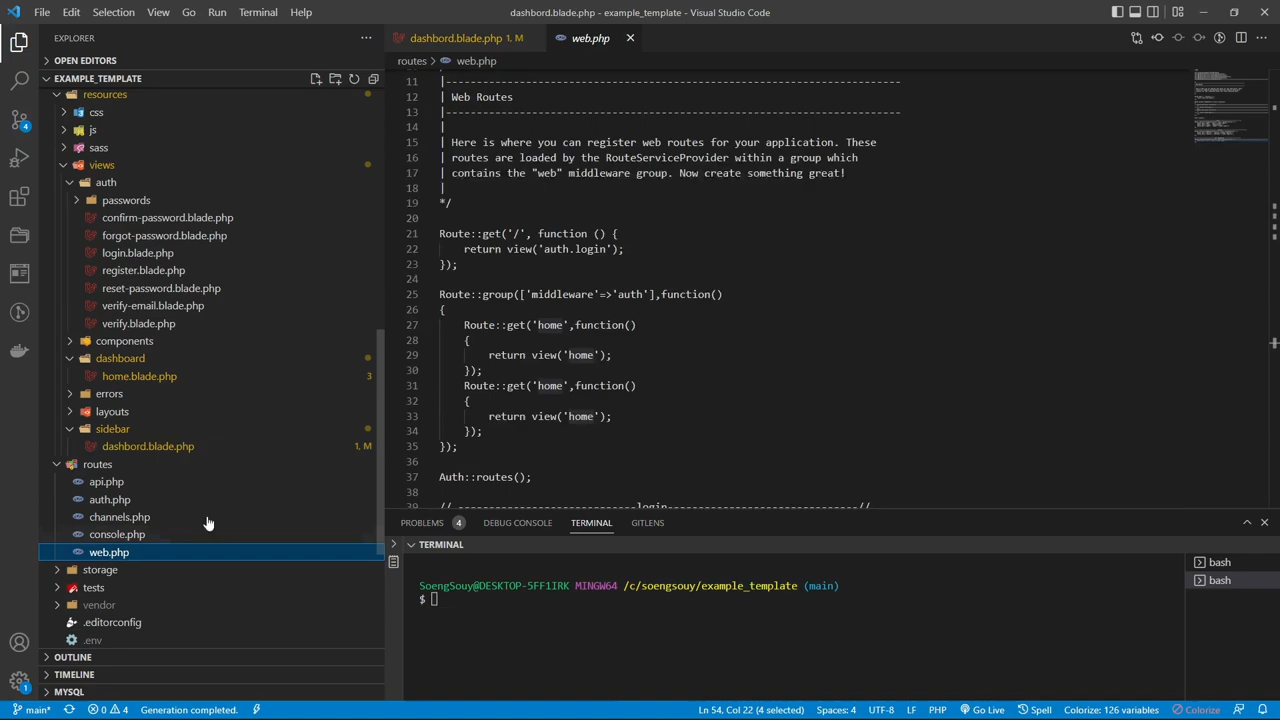 File Edit Selection View Go Run Terminal Help
dashbord.blade.php - example_template - Visual Studio Code
EXPLORER
OPEN EDITORS
EXAMPLE_TEMPLATE
resources
css
js
sass
views
auth
passwords
confirm-password.blade.php
forgot-password.blade.php
login.blade.php
register.blade.php
reset-password.blade.php
verify-email.blade.php
verify.blade.php
components
dashboard
home.blade.php 3
errors
layouts
sidebar
dashbord.blade.php 1, M
routes
api.php
auth.php
channels.php
console.php
web.php
storage
tests
vendor
.editorconfig
.env
OUTLINE
TIMELINE
MYSQL
4
1
dashbord.blade.php 1, M web.php
routes > web.php
11 |--------------------------------------------------------------------------
12 | Web Routes
13 |--------------------------------------------------------------------------
14 |
15 | Here is where you can register web routes for your application. These
16 | routes are loaded by the RouteServiceProvider within a group which
17 | contains the "web" middleware group. Now create something great!
18 |
19 */
20
21 Route::get('/', function () {
22 return view('auth.login');
23 });
24
25 Route::group(['middleware'=>'auth'],function()
26 {
27 Route::get('home',function()
28 {
29 return view('home');
30 });
31 Route::get('home',function()
32 {
33 return view('home');
34 });
35 });
36
37 Auth::routes();
38
39 // -----------------------------login----------------------------------------//
PROBLEMS 4 DEBUG CONSOLE TERMINAL GITLENS
TERMINAL
SoengSouy@DESKTOP-5FF1IRK MINGW64 /c/soengsouy/example_template (main)
$
bash
bash
main* 0 4 Generation completed. Ln 54, Col 22 (4 selected) Spaces: 4 UTF-8 LF PHP Go Live Spell Colorize: 126 variables Colorize